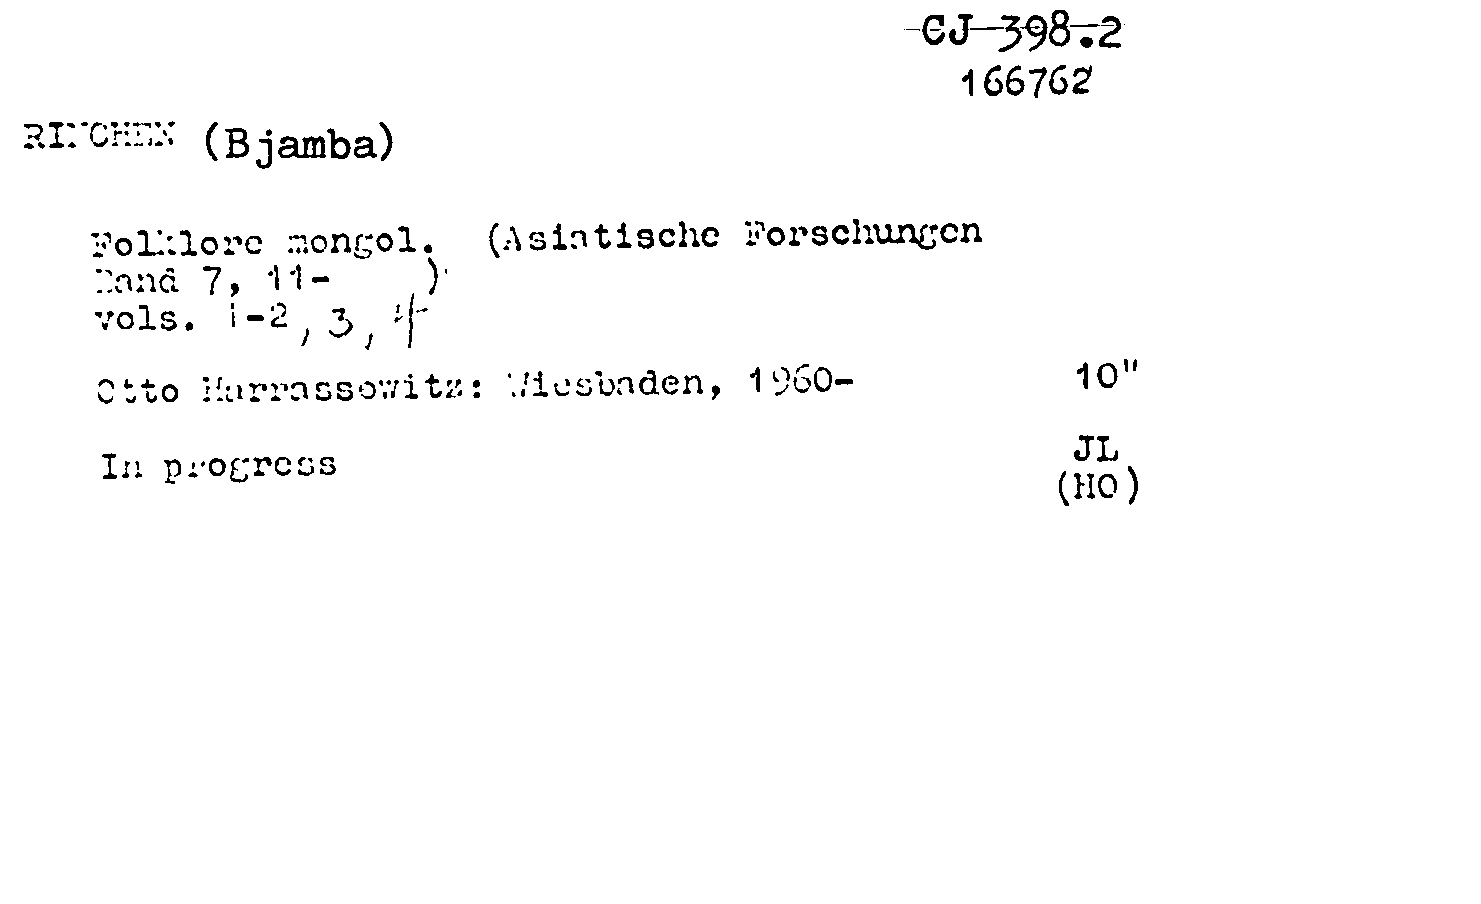 CJ-398.2
166762
RINCHEN (Bjamba)
Folklore mongol. (Asiatische Forschungen
Band 7, 11- )
vols. 1-2, 3, 4
Otto Harrassowitz: Wiesbaden, 1960- 10"
In progress JL
(HO)